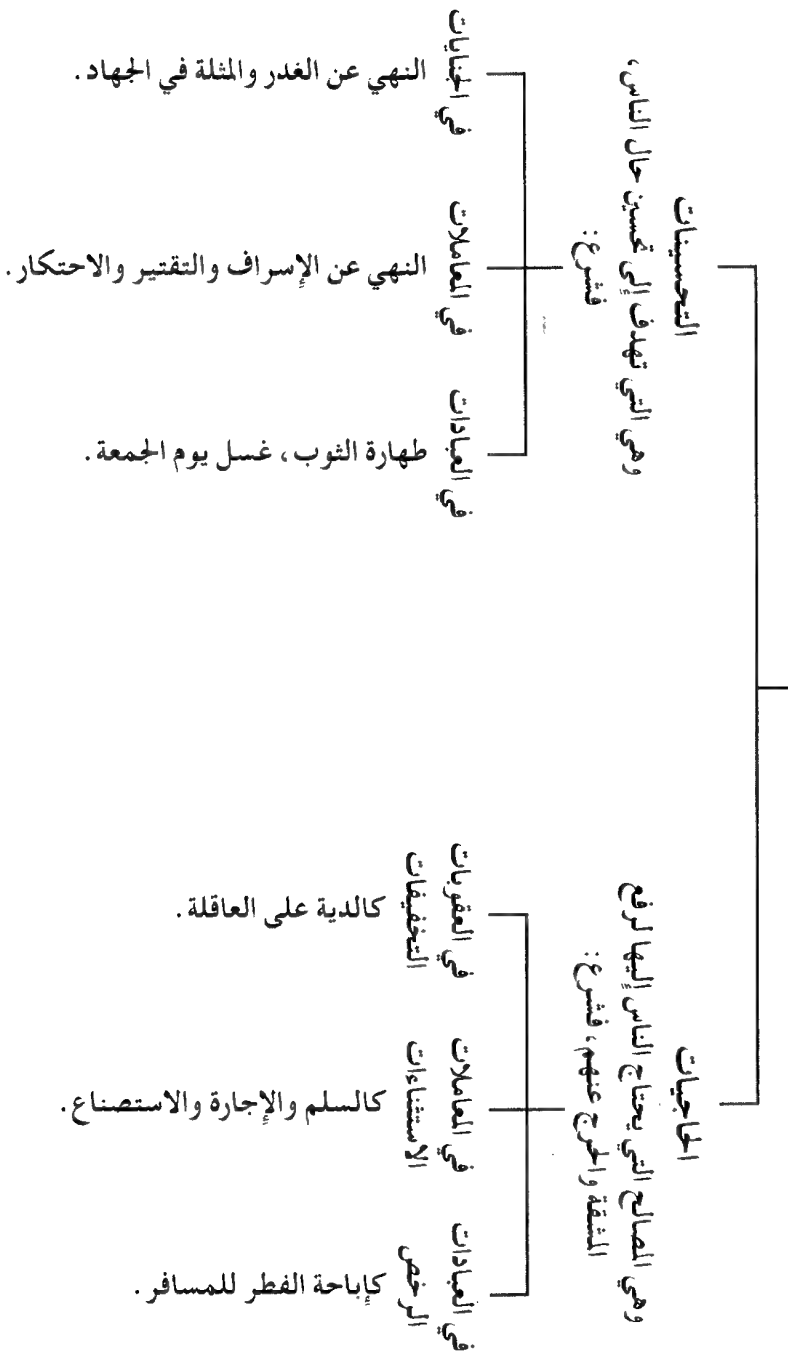 التحسينات
وهي التي تهدف إلى تحسين حال الناس،
فشرع:
في الجنايات
النهي عن الغدر والمثلة في الجهاد.
في المعاملات
النهي عن الإسراف والتقتير والاحتكار.
في العبادات
طهارة الثوب، غسل يوم الجمعة.
الحاجيات
وهي المصالح التي يحتاج الناس إليها لرفع
المشقة والحرج عنهم، فشرع:
في العقوبات
التخفيفات
كالدية على العاقلة.
في المعاملات
الاستثناءات
كالسلم والإجارة والاستصناع.
في العبادات
الرخص
كإباحة الفطر للمسافر.